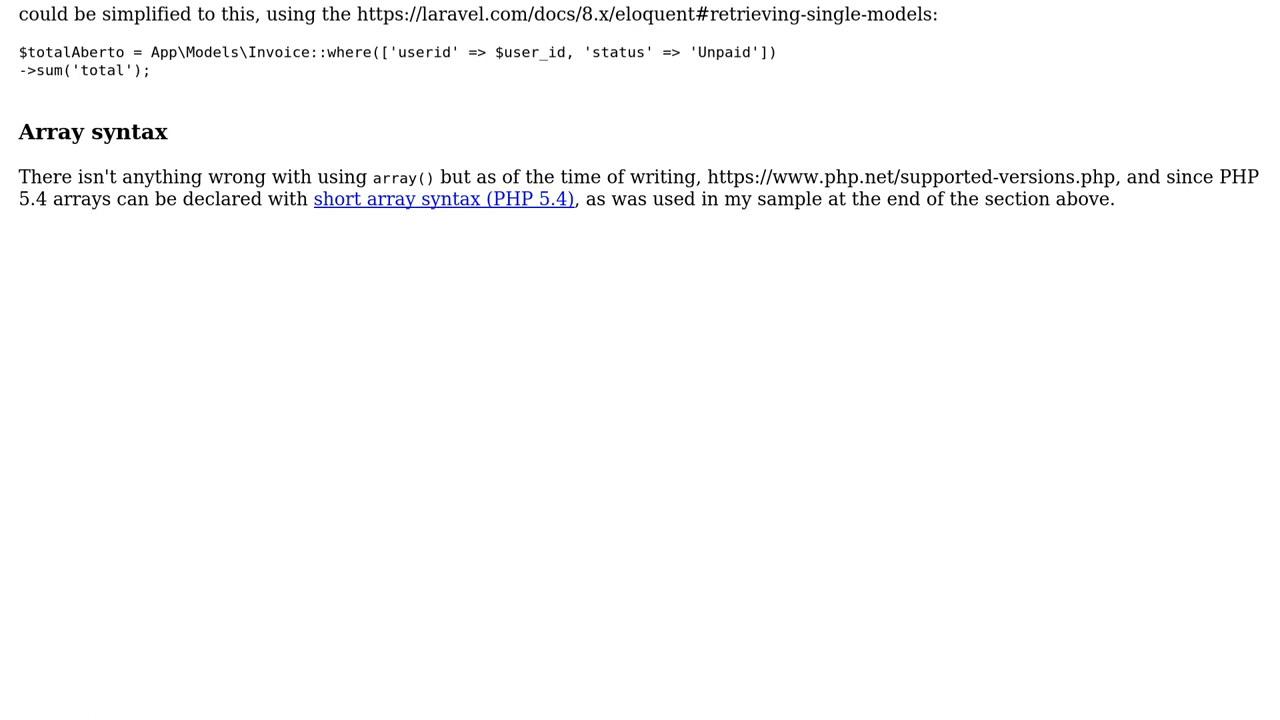 could be simplified to this, using the https://laravel.com/docs/8.x/eloquent#retrieving-single-models:
$totalAberto = App\Models\Invoice::where(['userid' => $user_id, 'status' => 'Unpaid'])
->sum('total');
Array syntax
There isn't anything wrong with using array() but as of the time of writing, https://www.php.net/supported-versions.php, and since PHP
5.4 arrays can be declared with short array syntax (PHP 5.4), as was used in my sample at the end of the section above.